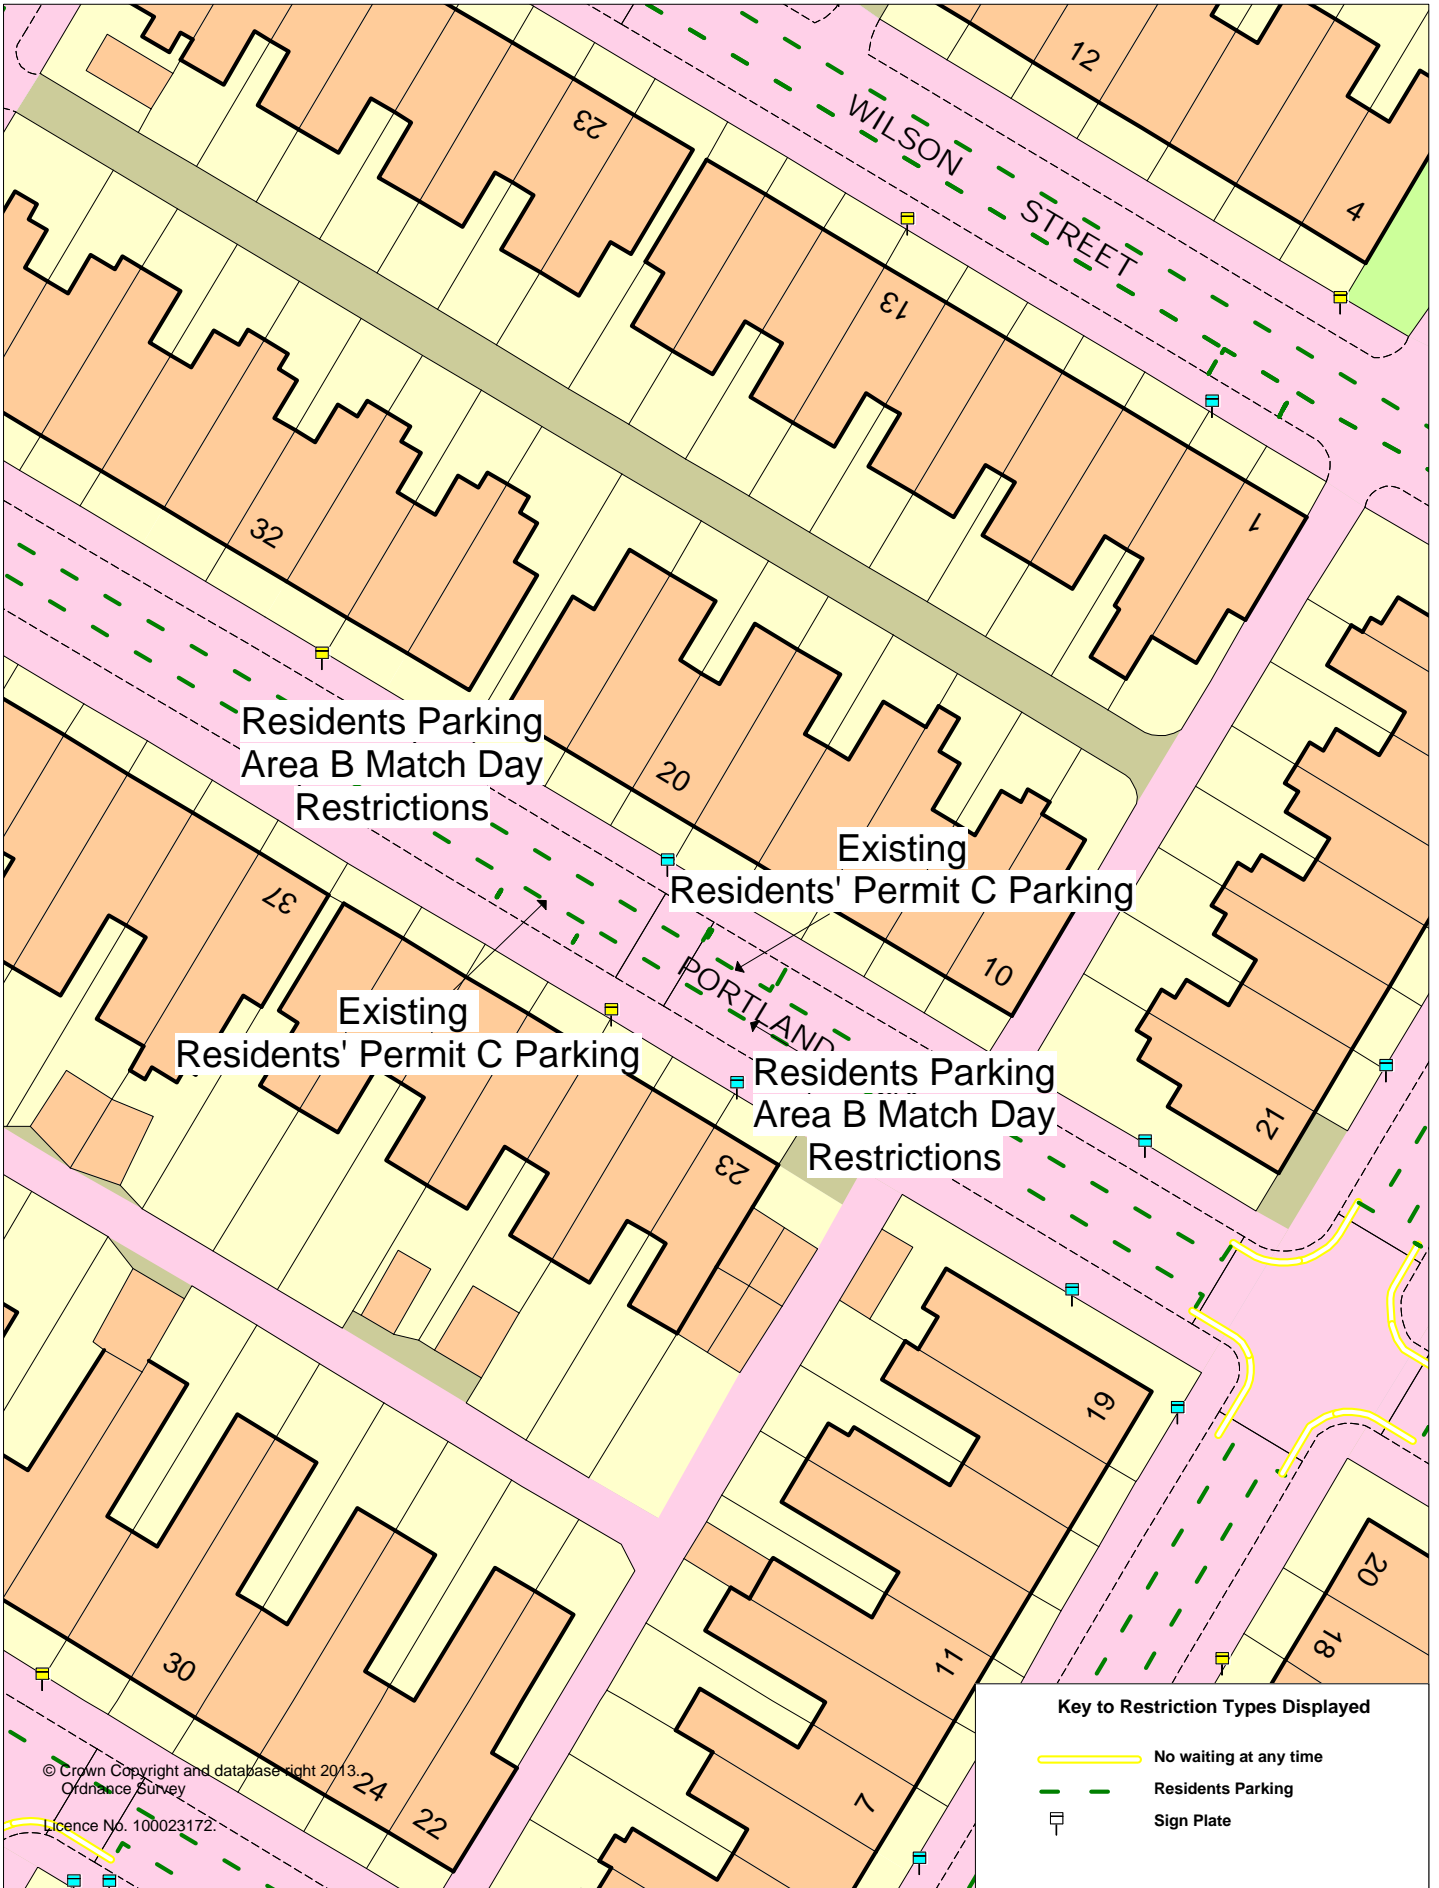 12
23
WILSON
STREET
4
13
1
32
Residents Parking
Area B Match Day
Restrictions
20
Existing
Residents' Permit C Parking
37
10
PORTLAND
Existing
Residents' Permit C Parking
Residents Parking
Area B Match Day
Restrictions
21
23
19
20
18
11
30
7
24
22
© Crown Copyright and database right 2013.
Ordnance Survey
Licence No. 100023172.
Key to Restriction Types Displayed
No waiting at any time
Residents Parking
Sign Plate